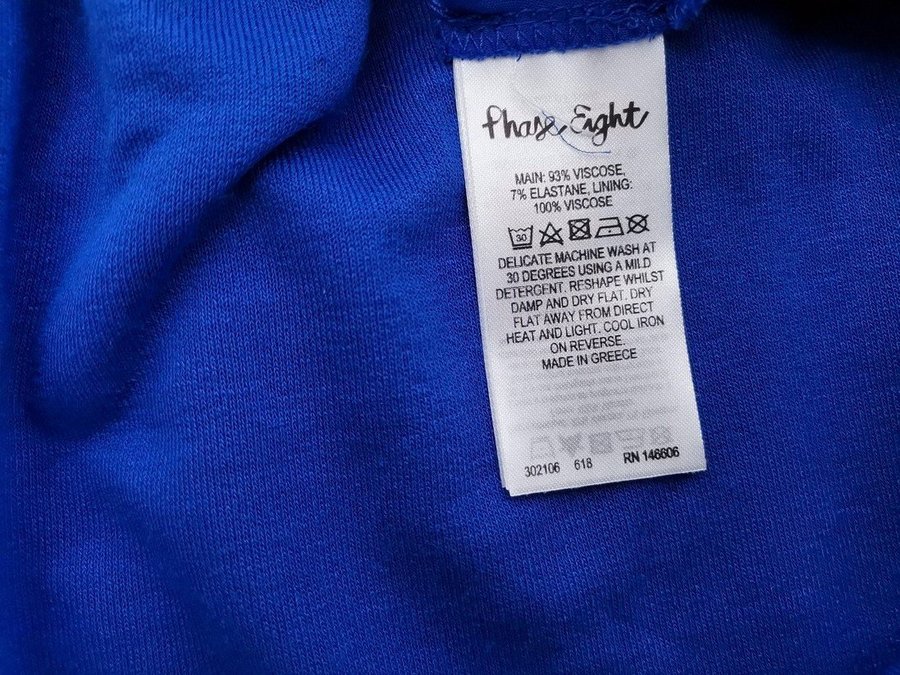 Phase Eight
MAIN: 93% VISCOSE,
7% ELASTANE, LINING:
100% VISCOSE
30
DELICATE MACHINE WASH AT
30 DEGREES USING A MILD
DETERGENT. RESHAPE WHILST
DAMP AND DRY FLAT. DRY
FLAT AWAY FROM DIRECT
HEAT AND LIGHT. COOL IRON
ON REVERSE.
MADE IN GREECE
302106 618 RN 146606